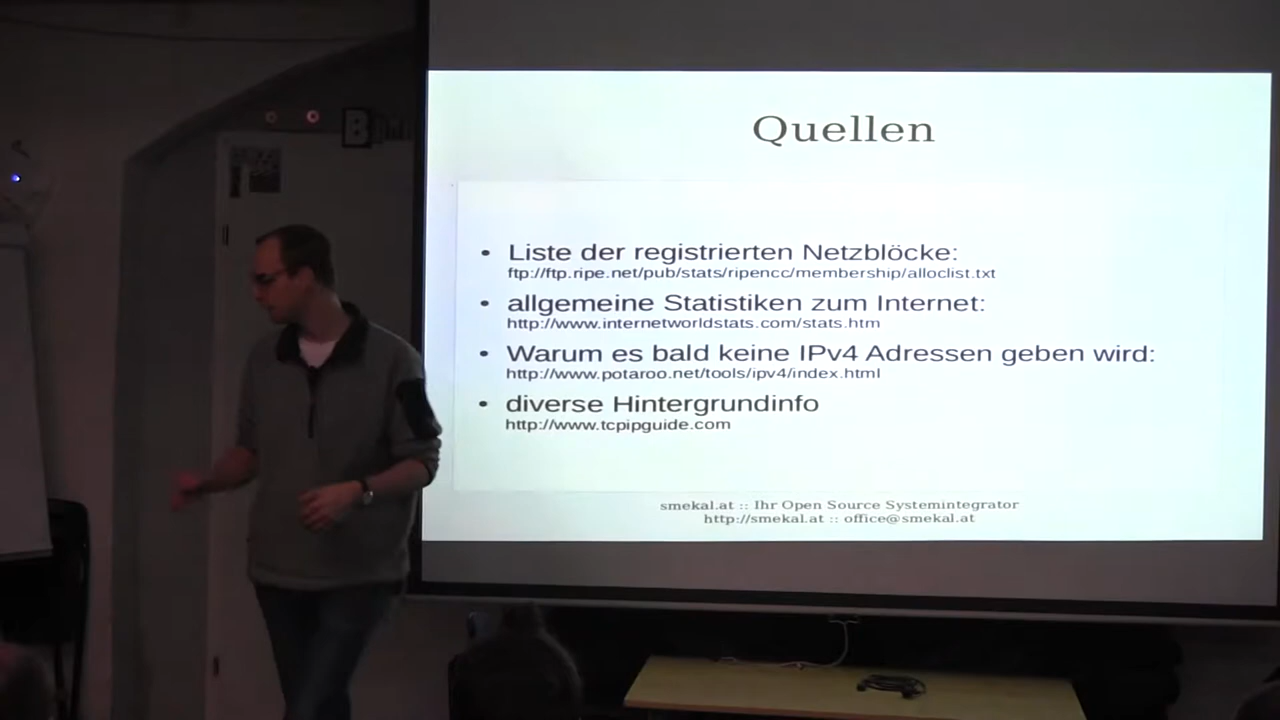 Quellen
• Liste der registrierten Netzblöcke:
ftp://ftp.ripe.net/pub/stats/ripencc/membership/alloclist.txt
• allgemeine Statistiken zum Internet:
http://www.internetworldstats.com/stats.htm
• Warum es bald keine IPv4 Adressen geben wird:
http://www.potaroo.net/tools/ipv4/index.html
• diverse Hintergrundinfo
http://www.tcpipguide.com
smekal.at :: Ihr Open Source Systemintegrator
http://smekal.at :: office@smekal.at